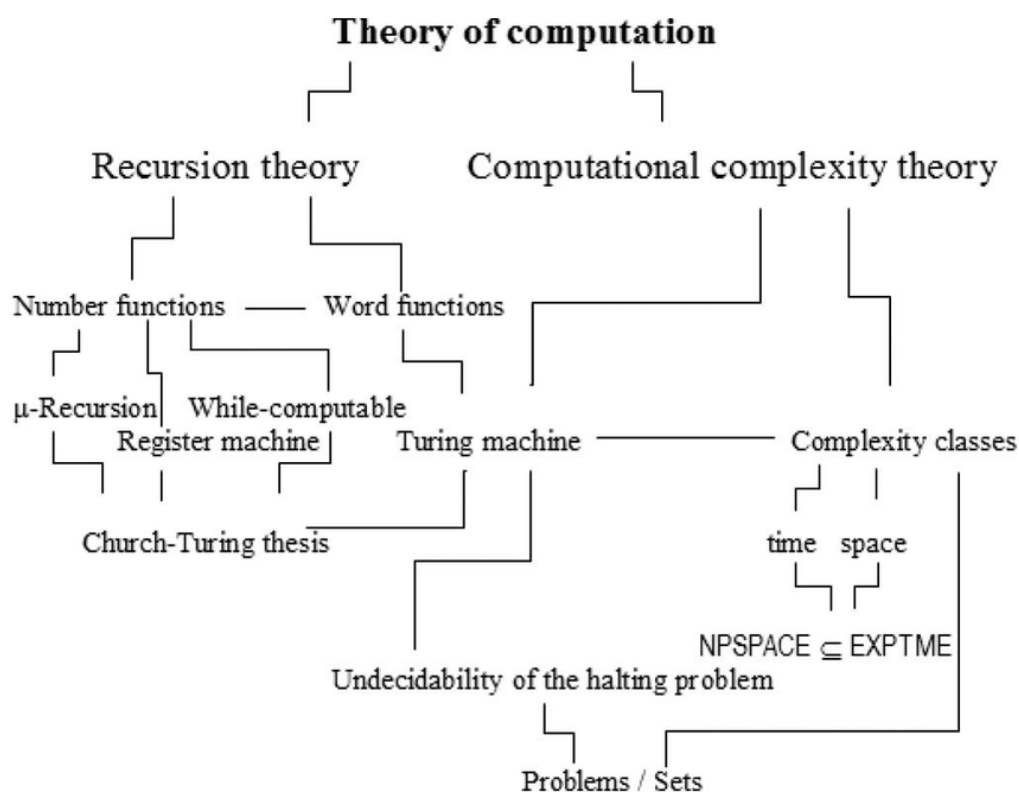 Theory of computation
Recursion theory Computational complexity theory
Number functions Word functions
μ-Recursion While-computable
Register machine Turing machine Complexity classes
Church-Turing thesis time space
NPSPACE ⊆ EXPTME
Undecidability of the halting problem
Problems / Sets